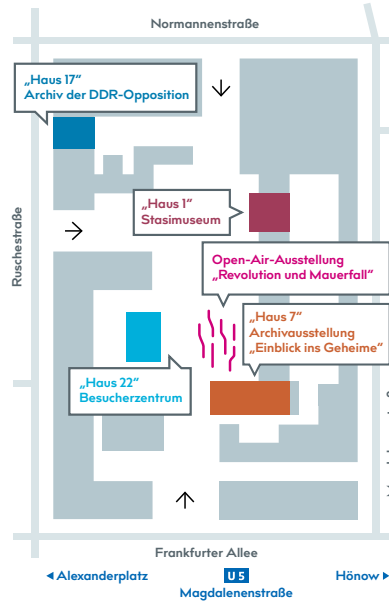 Normannenstraße
„Haus 17“
Archiv der DDR-Opposition
Ruschestraße
„Haus 1“
Stasimuseum
Open-Air-Ausstellung
„Revolution und Mauerfall“
„Haus 7“
Archivausstellung
„Einblick ins Geheime“
„Haus 22“
Besucherzentrum
Frankfurter Allee
Alexanderplatz
U5
Hönow
Magdalenenstraße